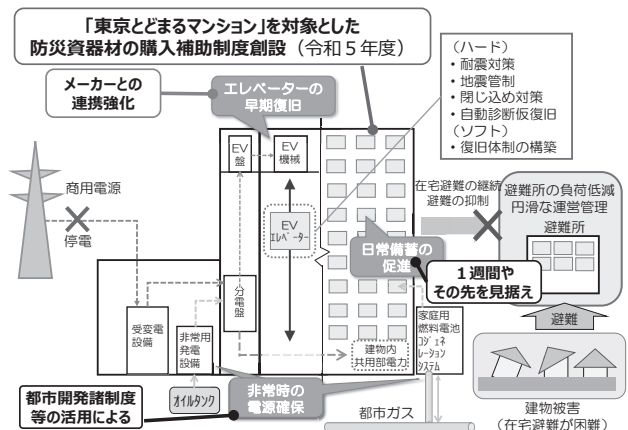 「東京とどまるマンション」を対象とした
防災資器材の購入補助制度創設（令和５年度）
メーカーとの
連携強化
エレベーターの
早期復旧
（ハード）
・耐震対策
・地震管制
・閉じ込め対策
・自動診断仮復旧
（ソフト）
・復旧体制の構築
EV
盤
EV
機械
商用電源
停電
EV
ｴﾚﾍﾞｰﾀｰ
在宅避難の継続
避難の抑制
避難所の負荷低減
円滑な運営管理
避難所
日常備蓄の
促進
１週間や
その先を見据え
分電盤
受変電
設備
非常用
発電
設備
建物内
共用部電力
家庭用
燃料電池
ｺｼﾞｪﾈ
ﾚｰｼｮﾝ
ｼｽﾃﾑ
避難
都市開発諸制度
等の活用による
ｵｲﾙﾀﾝｸ
非常時の
電源確保
都市ガス
建物被害
（在宅避難が困難）